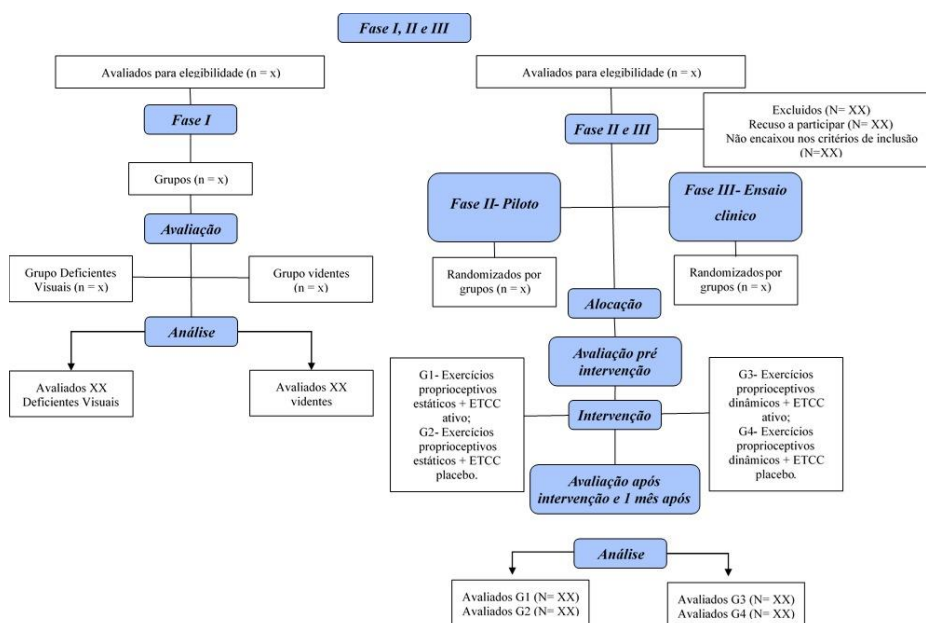 Fase I, II e III
Avaliados para elegibilidade (n = x)
Fase I
Grupos (n = x)
Avaliação
Grupo Deficientes
Visuais (n = x)
Grupo videntes
(n = x)
Análise
Avaliados XX
Deficientes Visuais
Avaliados XX
videntes
Avaliados para elegibilidade (n = x)
Fase II e III
Excluidos (N= XX)
Recuso a participar (N= XX)
Não encaixou nos critérios de inclusão
(N=XX)
Fase II- Piloto
Fase III- Ensaio
clinico
Randomizados por
grupos (n = x)
Randomizados por
grupos (n = x)
Alocação
Avaliação pré
intervenção
G1- Exercícios
proprioceptivos
estáticos + ETCC
ativo;
G2- Exercícios
proprioceptivos
estáticos + ETCC
placebo.
Intervenção
G3- Exercícios
proprioceptivos
dinâmicos + ETCC
ativo;
G4- Exercícios
proprioceptivos
dinâmicos + ETCC
placebo.
Avaliação após
intervenção e 1 mês após
Análise
Avaliados G1 (N= XX)
Avaliados G2 (N= XX)
Avaliados G3 (N= XX)
Avaliados G4 (N= XX)